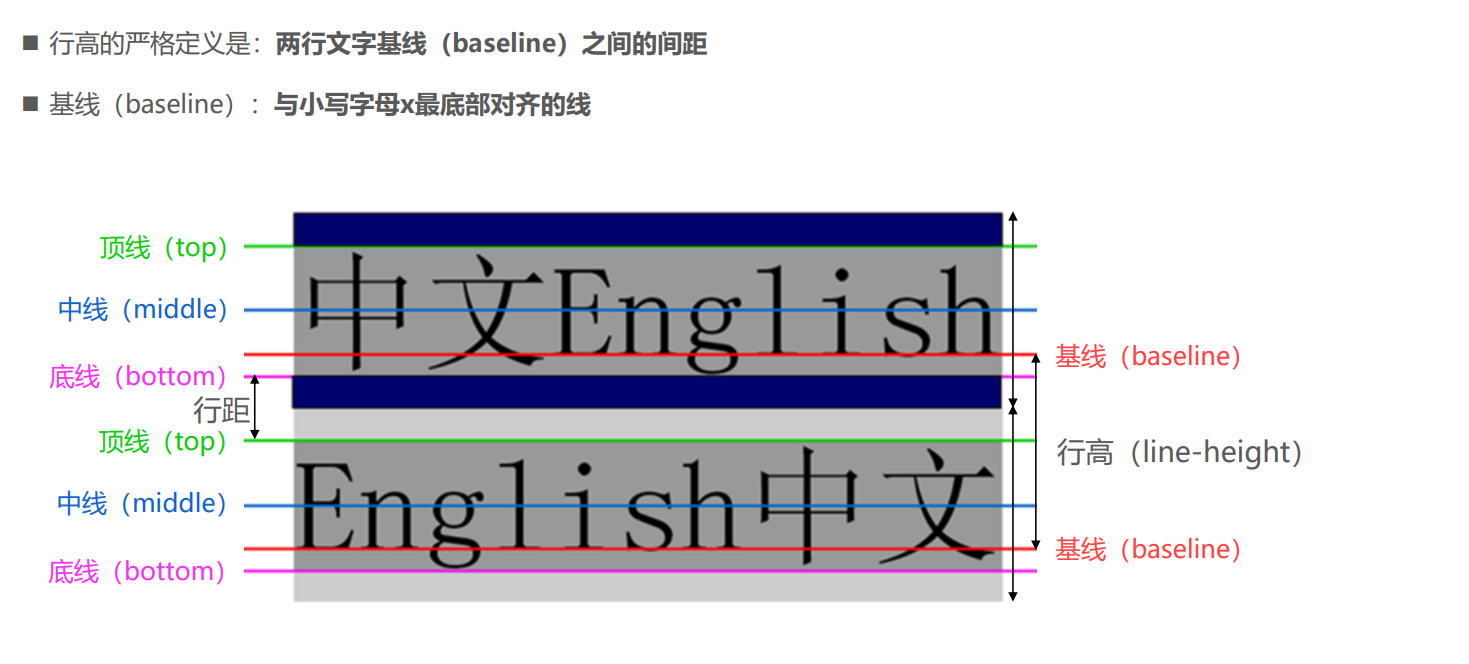 ■ 行高的严格定义是：两行文字基线（baseline）之间的间距
■ 基线（baseline）：与小写字母x最底部对齐的线
顶线（top）
中文English
中线（middle）
基线（baseline）
底线（bottom）
行距
顶线（top）
行高（line-height）
English中文
中线（middle）
基线（baseline）
底线（bottom）